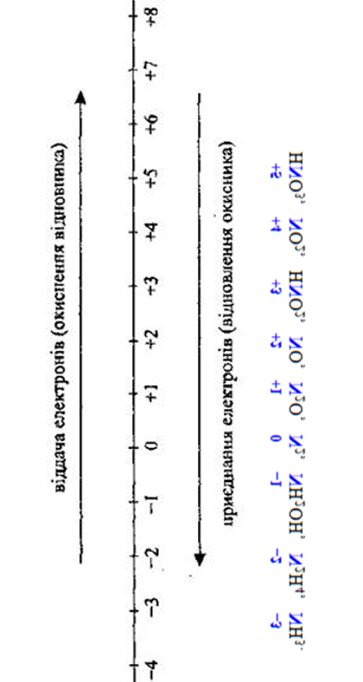 віддача електронів (окиснення відновника)
−4 −3 −2 −1 0 +1 +2 +3 +4 +5 +6 +7 +8
приєднання електронів (відновлення окисника)
+5 +4 +3 +2 +1 0 −1 −2 −3
HNO₃, NO₂, HNO₂, NO, N₂O, N₂, NH₂OH, N₂H₄, NH₃.